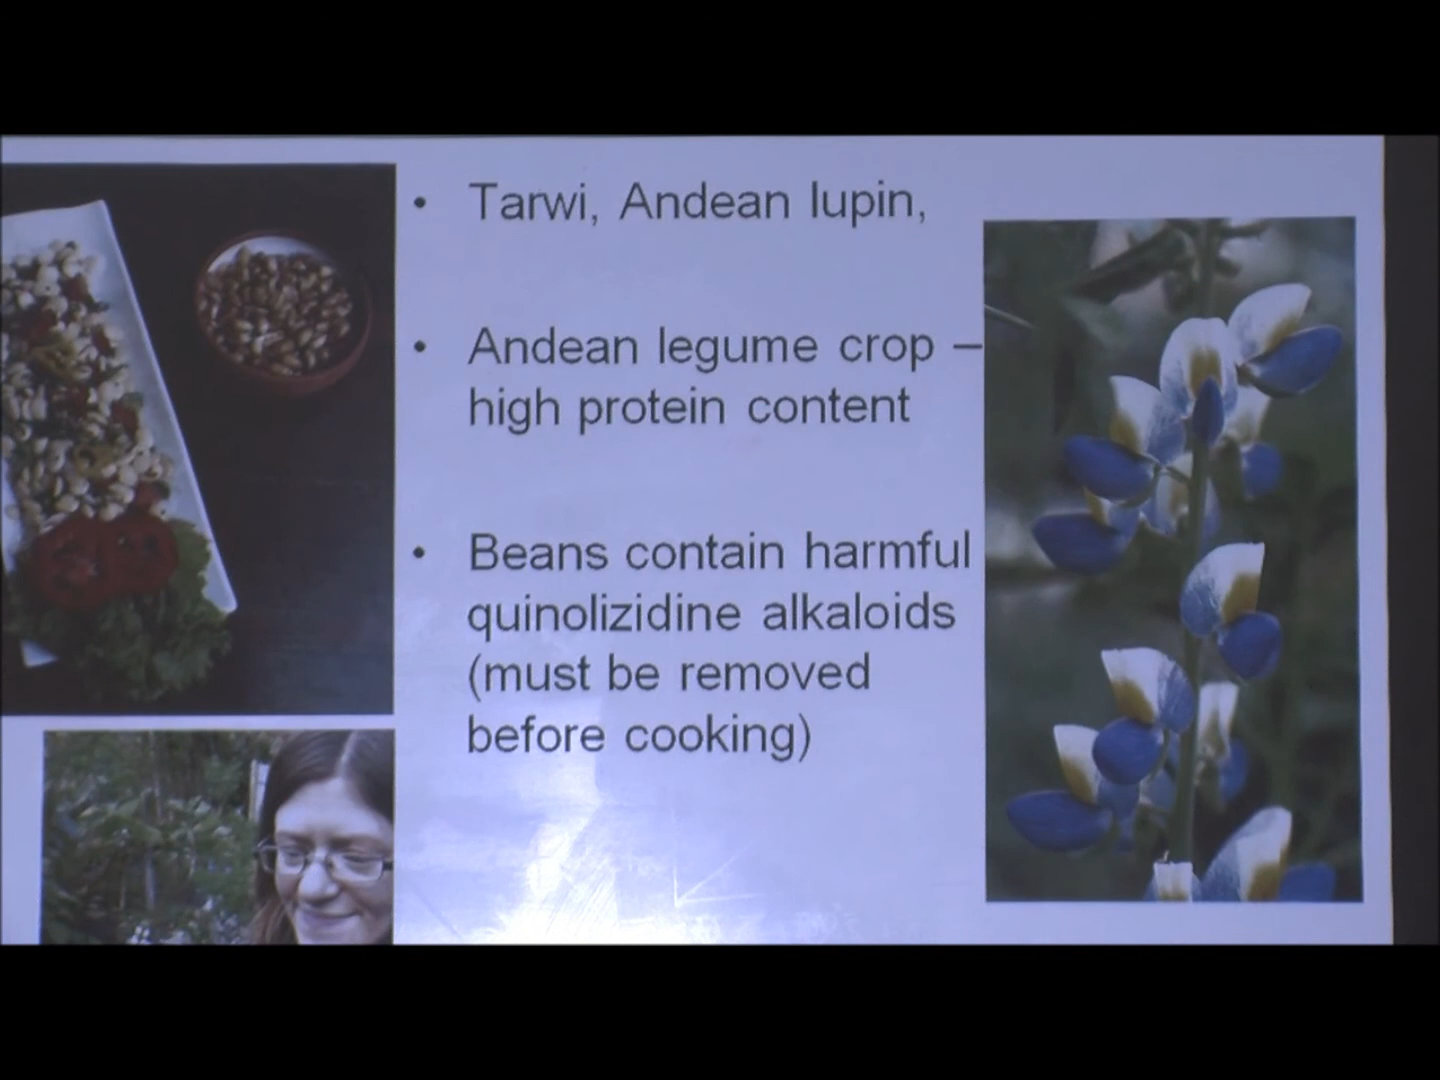 • Tarwi, Andean lupin,
• Andean legume crop –
high protein content
• Beans contain harmful
quinolizidine alkaloids
(must be removed
before cooking)